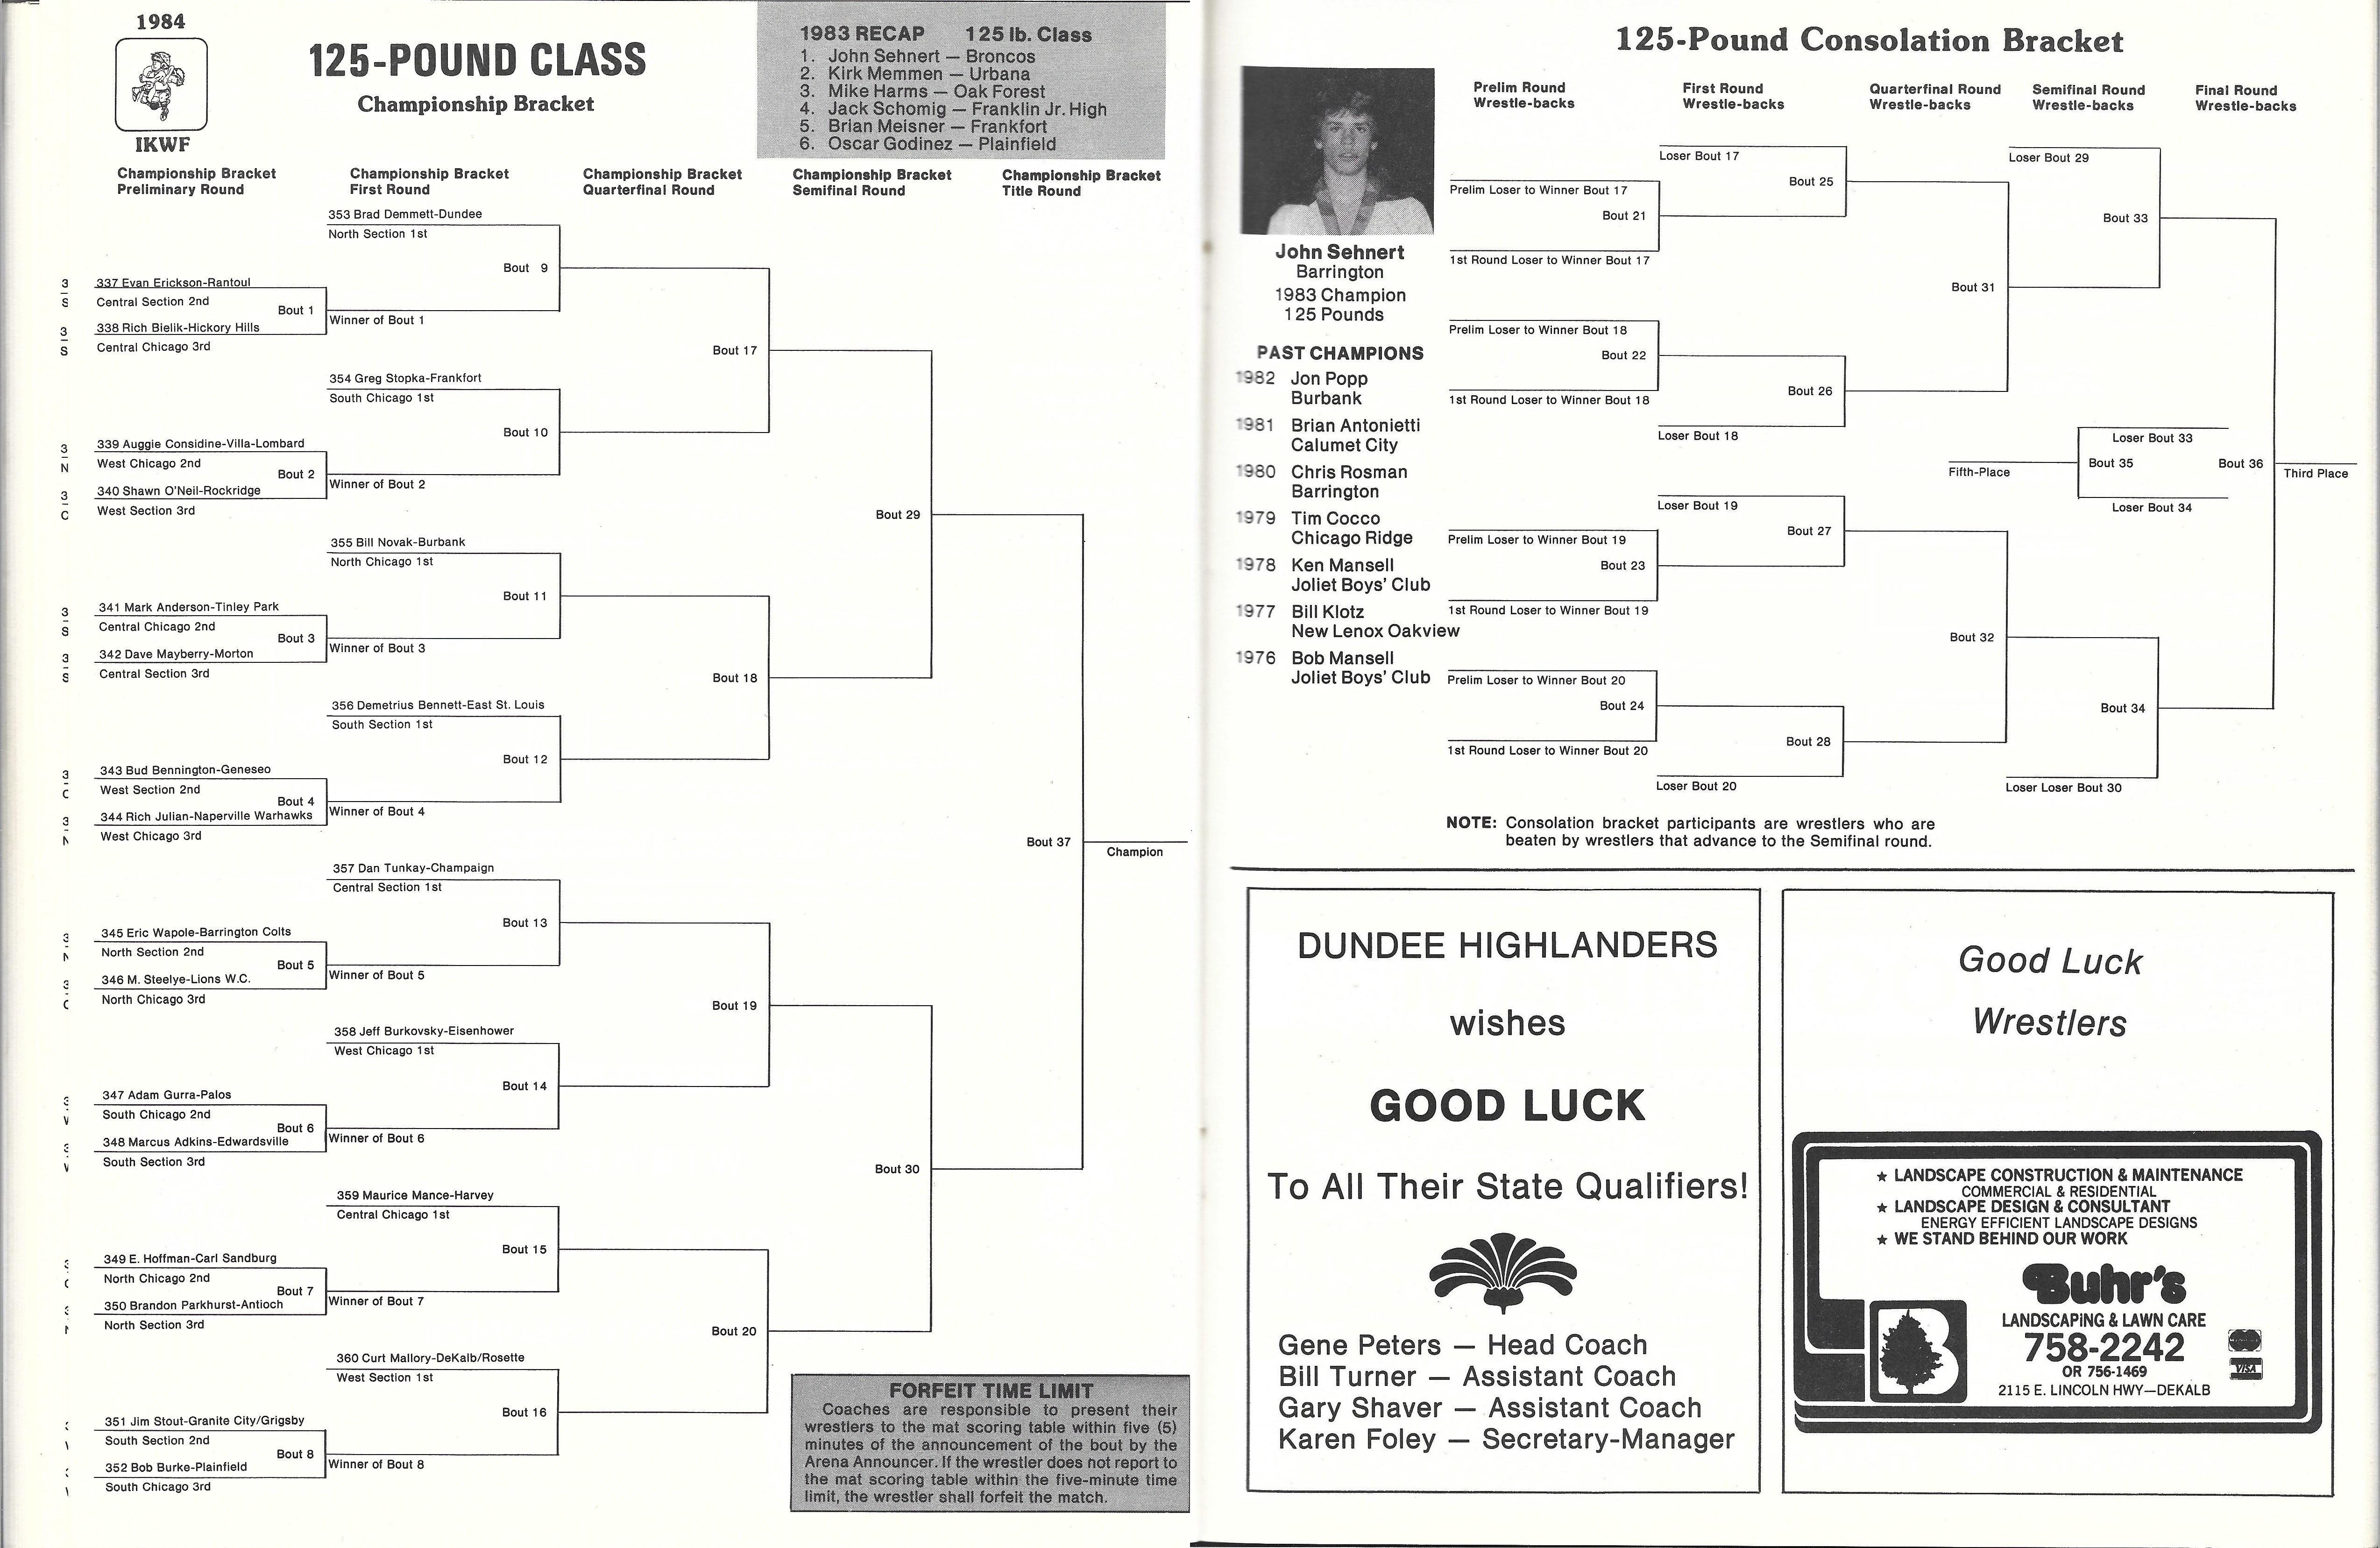 1984
IKWF
125-POUND CLASS
Championship Bracket
1983 RECAP 125 lb. Class
1. John Sehnert — Broncos
2. Kirk Memmen — Urbana
3. Mike Harms — Oak Forest
4. Jack Schomig — Franklin Jr. High
5. Brian Meisner — Frankfort
6. Oscar Godinez — Plainfield
Championship Bracket
Preliminary Round
Championship Bracket
First Round
Championship Bracket
Quarterfinal Round
Championship Bracket
Semifinal Round
Championship Bracket
Title Round
353 Brad Demmett-Dundee
North Section 1st
Bout 9
337 Evan Erickson-Rantoul
Central Section 2nd
Bout 1
338 Rich Bielik-Hickory Hills
Central Chicago 3rd
Winner of Bout 1
Bout 17
354 Greg Stopka-Frankfort
South Chicago 1st
Bout 10
339 Auggie Considine-Villa-Lombard
West Chicago 2nd
Bout 2
340 Shawn O'Neil-Rockridge
West Section 3rd
Winner of Bout 2
Bout 29
355 Bill Novak-Burbank
North Chicago 1st
Bout 11
341 Mark Anderson-Tinley Park
Central Chicago 2nd
Bout 3
342 Dave Mayberry-Morton
Central Section 3rd
Winner of Bout 3
Bout 18
356 Demetrius Bennett-East St. Louis
South Section 1st
Bout 12
343 Bud Bennington-Geneseo
West Section 2nd
Bout 4
344 Rich Julian-Naperville Warhawks
West Chicago 3rd
Winner of Bout 4
Bout 37
Champion
357 Dan Tunkay-Champaign
Central Section 1st
Bout 13
345 Eric Wapole-Barrington Colts
North Section 2nd
Bout 5
346 M. Steelye-Lions W.C.
North Chicago 3rd
Winner of Bout 5
Bout 19
358 Jeff Burkovsky-Eisenhower
West Chicago 1st
Bout 14
347 Adam Gurra-Palos
South Chicago 2nd
Bout 6
348 Marcus Adkins-Edwardsville
South Section 3rd
Winner of Bout 6
Bout 30
359 Maurice Mance-Harvey
Central Chicago 1st
Bout 15
349 E. Hoffman-Carl Sandburg
North Chicago 2nd
Bout 7
350 Brandon Parkhurst-Antioch
North Section 3rd
Winner of Bout 7
Bout 20
360 Curt Mallory-DeKalb/Rosette
West Section 1st
Bout 16
351 Jim Stout-Granite City/Grigsby
South Section 2nd
Bout 8
352 Bob Burke-Plainfield
South Chicago 3rd
Winner of Bout 8
FORFEIT TIME LIMIT
Coaches are responsible to present their
wrestlers to the mat scoring table within five (5)
minutes of the announcement of the bout by the
Arena Announcer. If the wrestler does not report to
the mat scoring table within the five-minute time
limit, the wrestler shall forfeit the match.
125-Pound Consolation Bracket
John Sehnert
Barrington
1983 Champion
125 Pounds
PAST CHAMPIONS
1982 Jon Popp
Burbank
1981 Brian Antonietti
Calumet City
1980 Chris Rosman
Barrington
1979 Tim Cocco
Chicago Ridge
1978 Ken Mansell
Joliet Boys' Club
1977 Bill Klotz
New Lenox Oakview
1976 Bob Mansell
Joliet Boys' Club
Prelim Round
Wrestle-backs
First Round
Wrestle-backs
Quarterfinal Round
Wrestle-backs
Semifinal Round
Wrestle-backs
Final Round
Wrestle-backs
Loser Bout 17
Bout 25
Prelim Loser to Winner Bout 17
Bout 21
1st Round Loser to Winner Bout 17
Loser Bout 29
Bout 33
Bout 31
Prelim Loser to Winner Bout 18
Bout 22
1st Round Loser to Winner Bout 18
Bout 26
Loser Bout 18
Loser Bout 33
Fifth-Place
Bout 35
Bout 36
Third Place
Loser Bout 34
Loser Bout 19
Bout 27
Prelim Loser to Winner Bout 19
Bout 23
1st Round Loser to Winner Bout 19
Bout 32
Prelim Loser to Winner Bout 20
Bout 24
1st Round Loser to Winner Bout 20
Bout 34
Bout 28
Loser Bout 20
Loser Loser Bout 30
NOTE: Consolation bracket participants are wrestlers who are
beaten by wrestlers that advance to the Semifinal round.
DUNDEE HIGHLANDERS
wishes
GOOD LUCK
To All Their State Qualifiers!
Gene Peters — Head Coach
Bill Turner — Assistant Coach
Gary Shaver — Assistant Coach
Karen Foley — Secretary-Manager
Good Luck
Wrestlers
★ LANDSCAPE CONSTRUCTION & MAINTENANCE
COMMERCIAL & RESIDENTIAL
★ LANDSCAPE DESIGN & CONSULTANT
ENERGY EFFICIENT LANDSCAPE DESIGNS
★ WE STAND BEHIND OUR WORK
B
Buhr's
LANDSCAPING & LAWN CARE
758-2242
OR 756-1469
2115 E. LINCOLN HWY—DEKALB
VISA